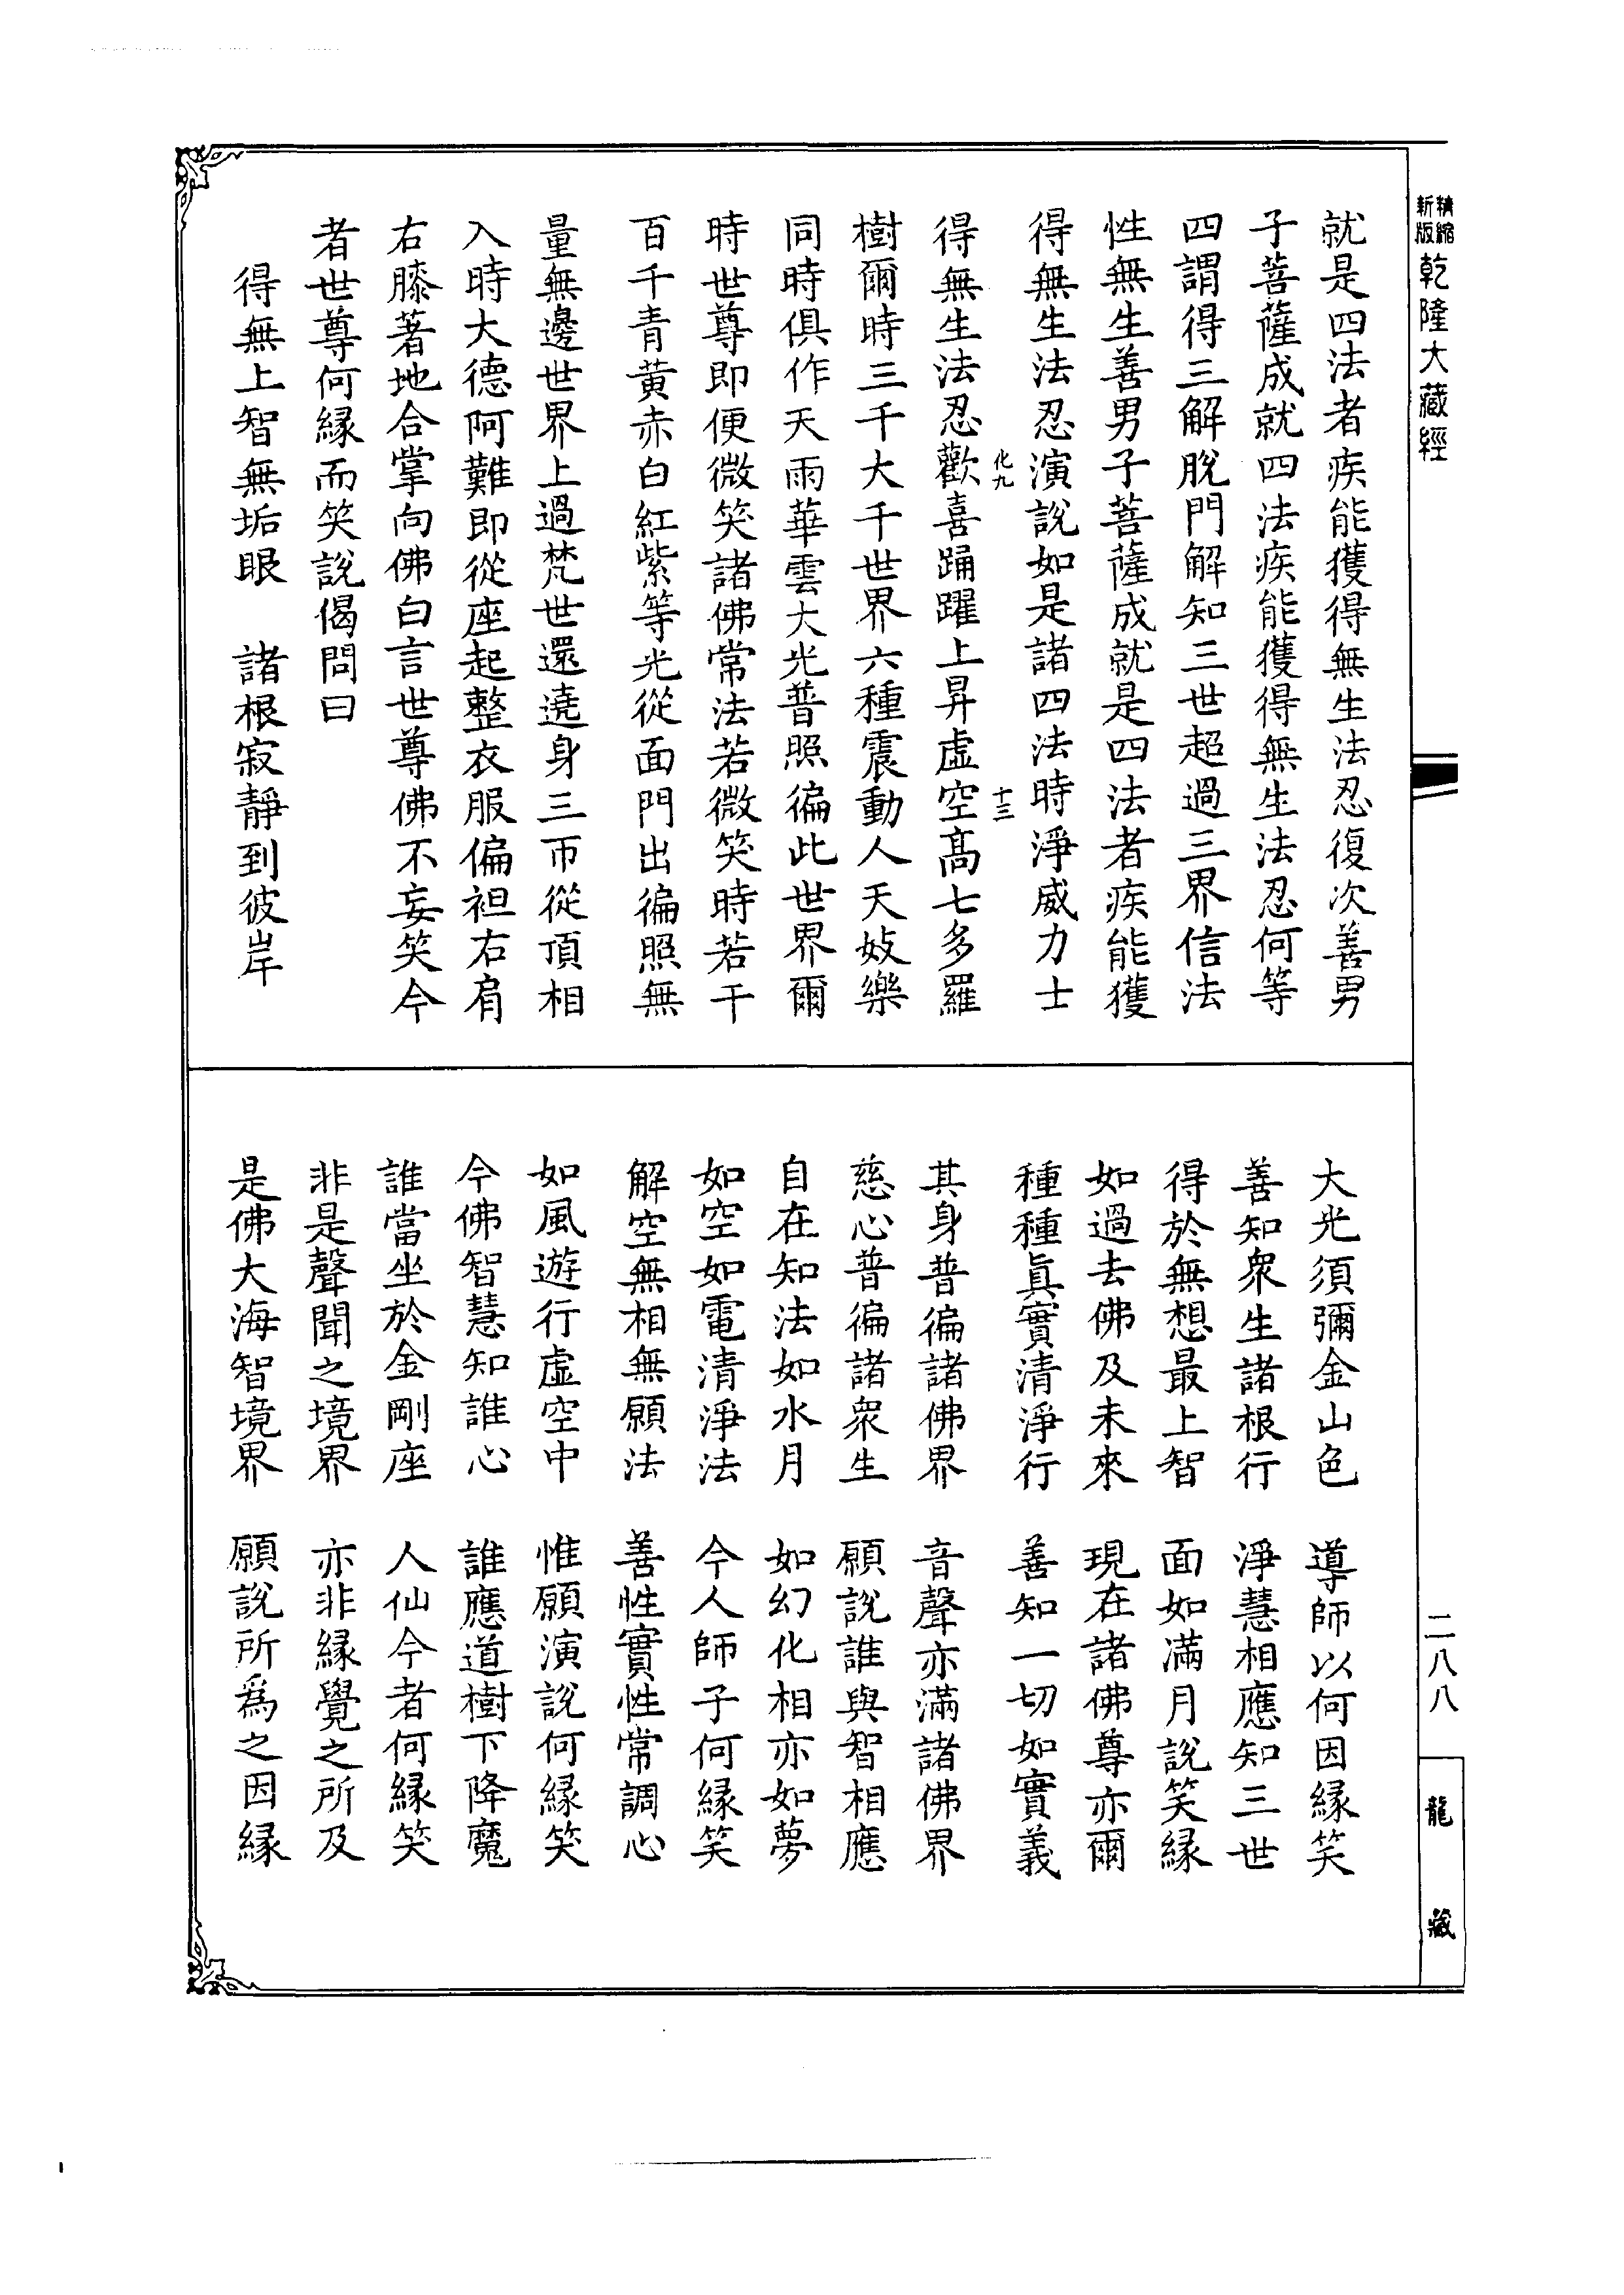 精縮新版乾隆大藏經
就是四法者疾能獲得無生法忍復次善男
子菩薩成就四法疾能獲得無生法忍何等
四謂得三解脫門解知三世超過三界信法
性無生善男子菩薩成就是四法者疾能獲
得無生法忍演說如是諸四法時淨威力士
化九
十三
得無生法忍歡喜踊躍上昇虛空髙七多羅
樹爾時三千大千世界六種震動人天妓樂
同時俱作天雨華雲大光普照徧此世界爾
時世尊即便微笑諸佛常法若微笑時若干
百千青黃赤白紅紫等光從面門出徧照無
量無邊世界上過梵世還遶身三帀從頂相
入時大德阿難即從座起整衣服偏袒右肩
右膝著地合掌向佛白言世尊佛不妄笑今
者世尊何縁而笑說偈問曰
得無上智無垢眼　諸根寂靜到彼岸
大光須彌金山色　導師以何因縁笑
善知衆生諸根行　淨慧相應知三世
得於無想最上智　面如滿月說笑縁
如過去佛及未來　現在諸佛尊亦爾
種種眞實清淨行　善知一切如實義
其身普徧諸佛界　音聲亦滿諸佛界
慈心普徧諸衆生　願說誰與智相應
自在知法如水月　如幻化相亦如夢
如空如電清淨法　今人師子何縁笑
解空無相無願法　善性實性常調心
如風遊行虛空中　惟願演說何縁笑
今佛智慧知誰心　誰應道樹下降魔
誰當坐於金剛座　人仙今者何縁笑
非是聲聞之境界　亦非縁覺之所及
是佛大海智境界　願說所爲之因縁
二八八
龍藏